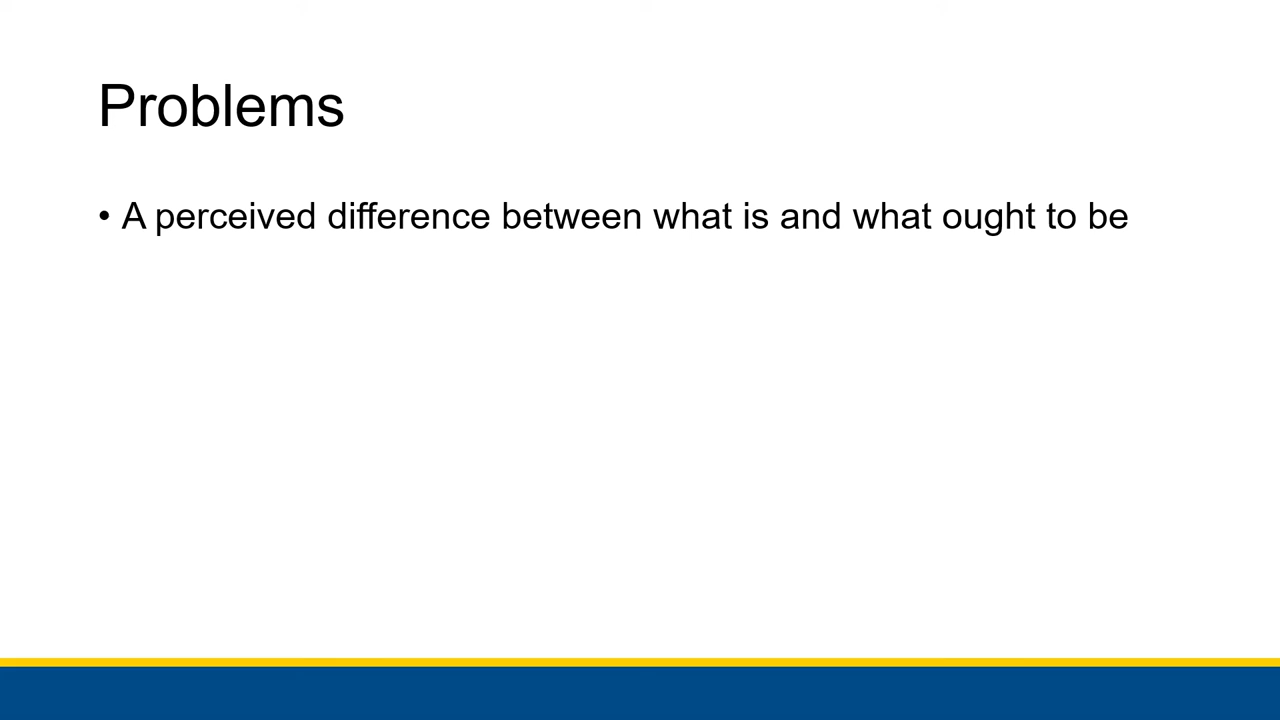 Problems
• A perceived difference between what is and what ought to be